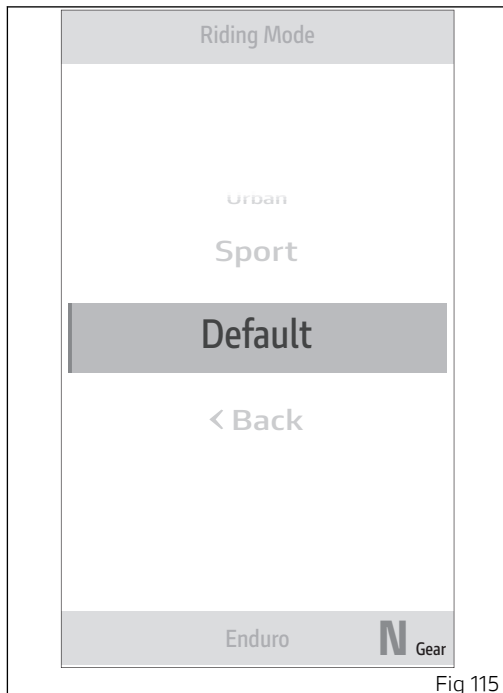 Riding Mode
Urban
Sport
Default
< Back
Enduro
N Gear
Fig 115